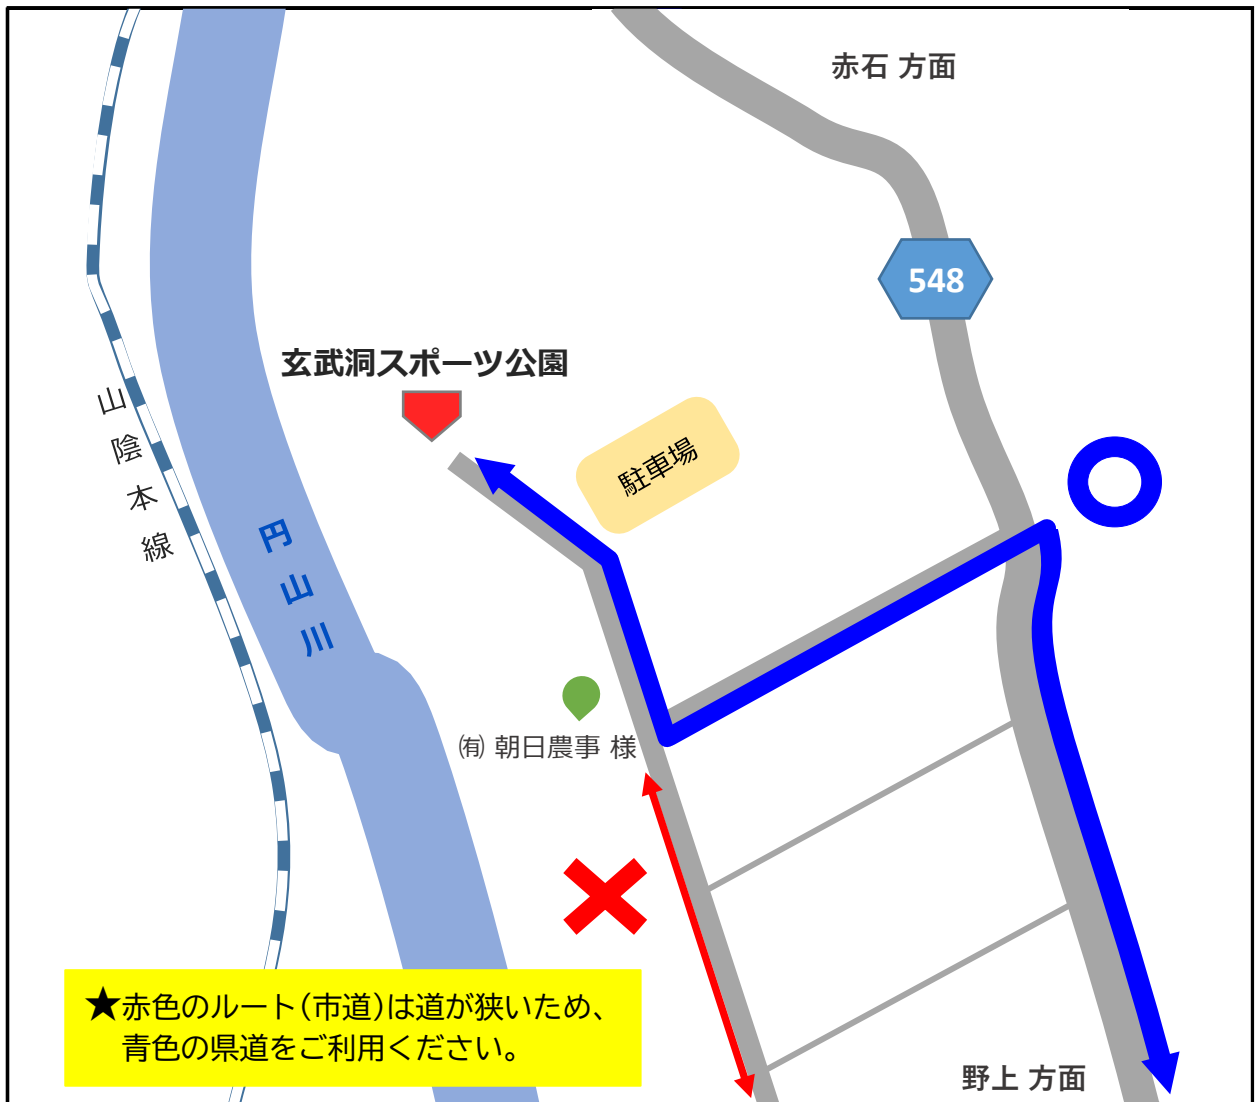 赤石 方面
548
玄武洞スポーツ公園
駐車場
山陰本線
円山川
㈲ 朝日農事 様
★赤色のルート(市道)は道が狭いため、
青色の県道をご利用ください。
野上 方面